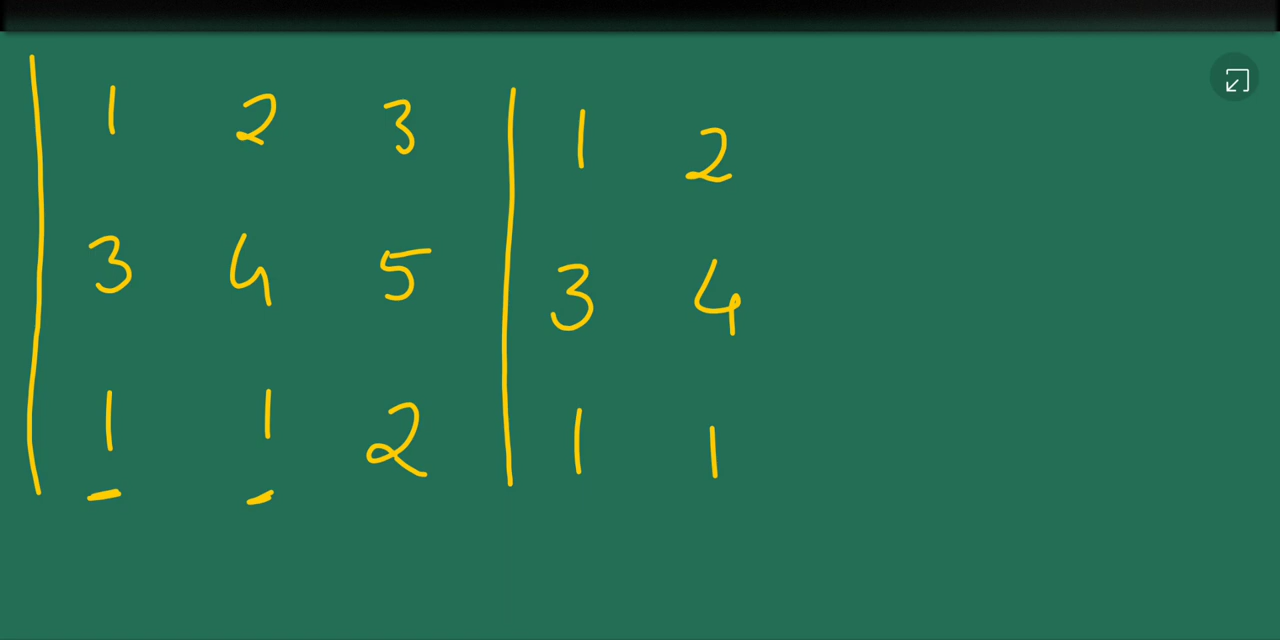 | 1 2 3 | 1 2
| 3 4 5 | 3 4
| 1 1 2 | 1 1